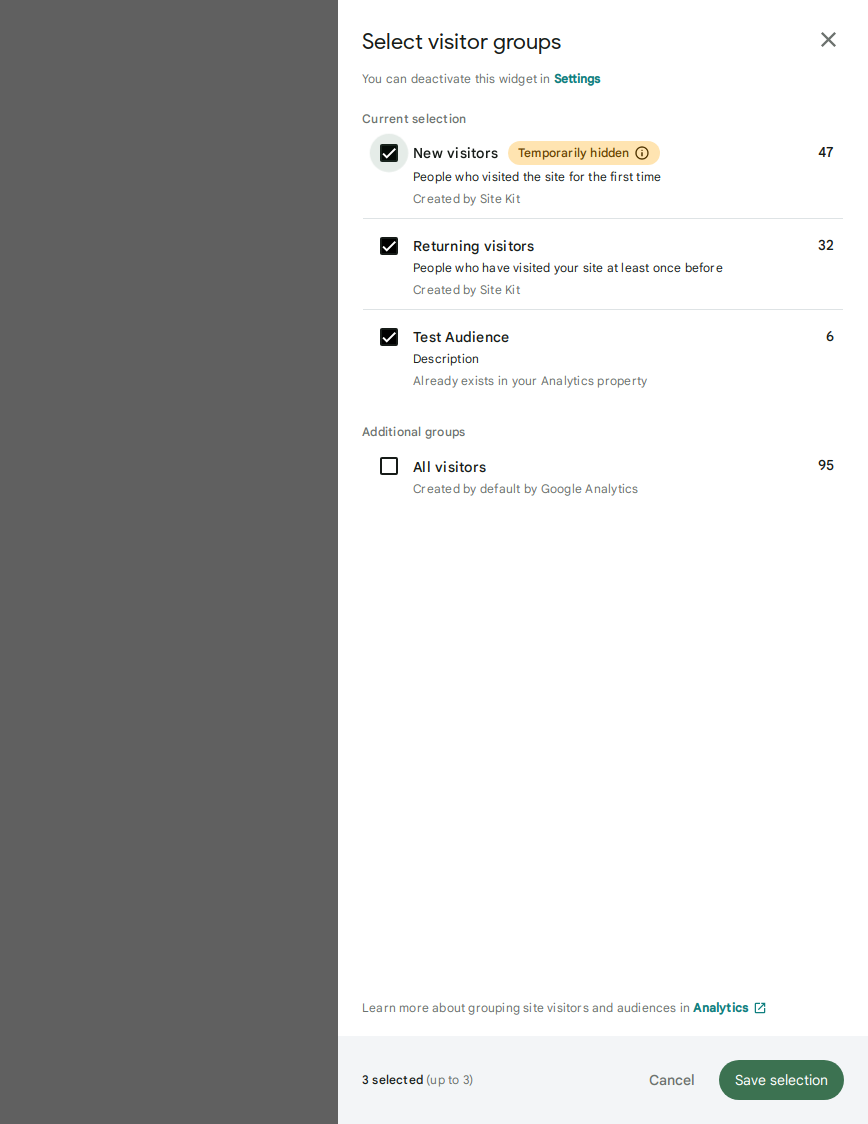 Select visitor groups
You can deactivate this widget in Settings
Current selection
New visitors Temporarily hidden 47
People who visited the site for the first time
Created by Site Kit
Returning visitors 32
People who have visited your site at least once before
Created by Site Kit
Test Audience 6
Description
Already exists in your Analytics property
Additional groups
All visitors 95
Created by default by Google Analytics
Learn more about grouping site visitors and audiences in Analytics
3 selected (up to 3) Cancel Save selection